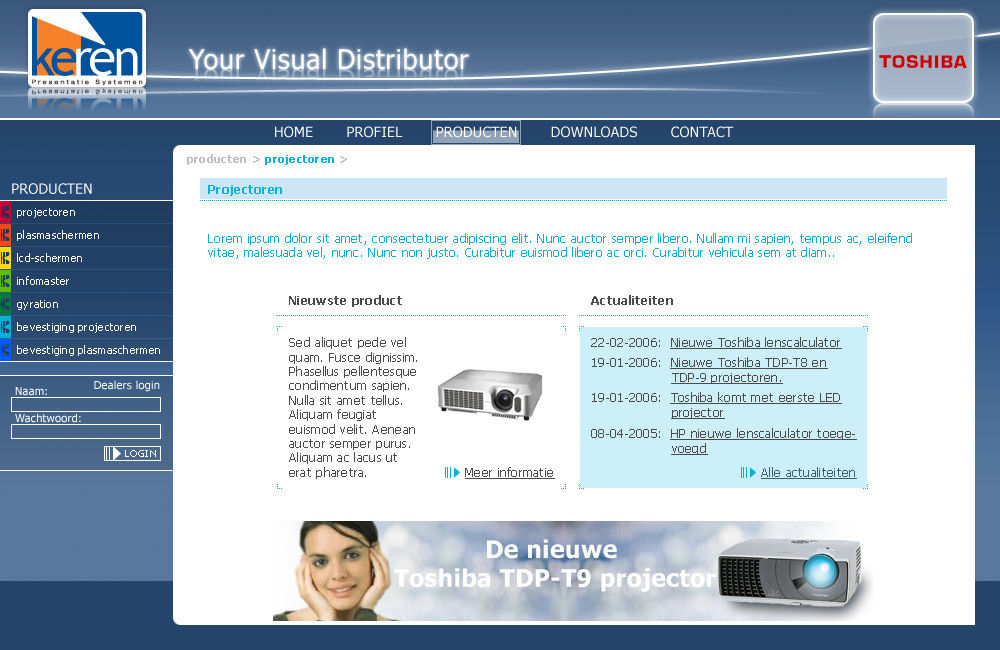 keren
Presentatie Systemen
Your Visual Distributor
TOSHIBA
HOME PROFIEL PRODUCTEN DOWNLOADS CONTACT
producten > projectoren >
PRODUCTEN
projectoren
plasmaschermen
lcd-schermen
infomaster
gyration
bevestiging projectoren
bevestiging plasmaschermen
Dealers login
Naam:
Wachtwoord:
LOGIN
Projectoren
Lorem ipsum dolor sit amet, consectetuer adipiscing elit. Nunc auctor semper libero. Nullam mi sapien, tempus ac, eleifend
vitae, malesuada vel, nunc. Nunc non justo. Curabitur euismod libero ac orci. Curabitur vehicula sem at diam..
Nieuwste product
Sed aliquet pede vel
quam. Fusce dignissim.
Phasellus pellentesque
condimentum sapien.
Nulla sit amet tellus.
Aliquam feugiat
euismod velit. Aenean
auctor semper purus.
Aliquam ac lacus ut
erat pharetra.
Meer informatie
Actualiteiten
22-02-2006: Nieuwe Toshiba lenscalculator
19-01-2006: Nieuwe Toshiba TDP-T8 en
TDP-9 projectoren.
19-01-2006: Toshiba komt met eerste LED
projector
08-04-2005: HP nieuwe lenscalculator toege-
voegd
Alle actualiteiten
De nieuwe
Toshiba TDP-T9 projector